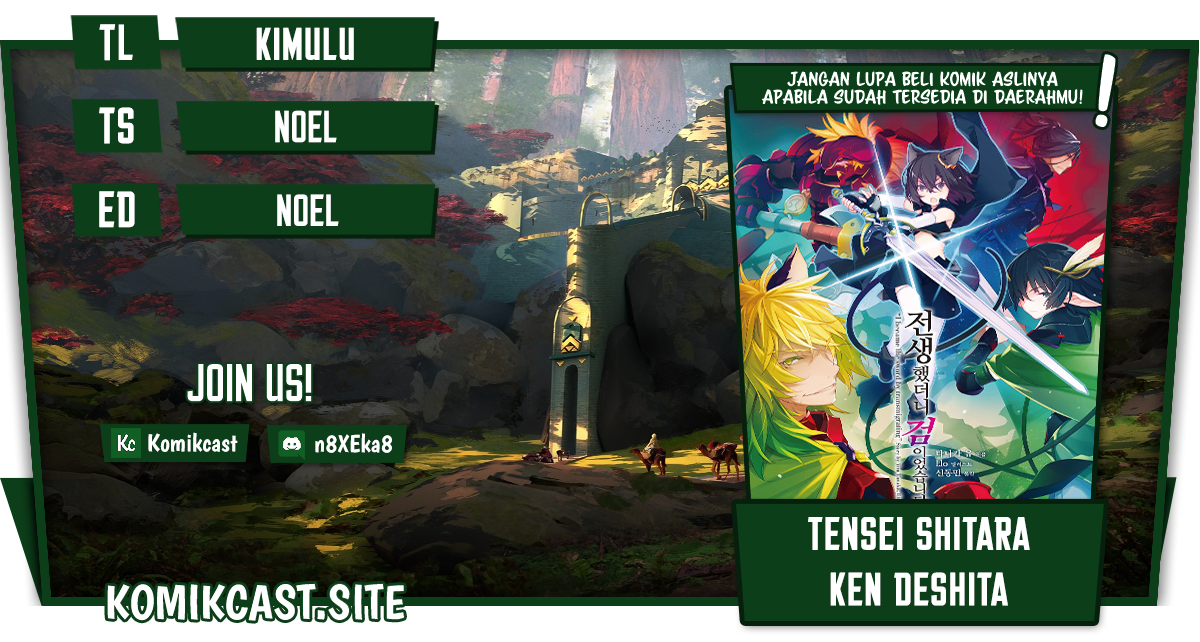 TL
KIMULU
TS
NOEL
ED
NOEL
JOIN US!
Kc Komikcast
n8XEka8
KOMIKCAST.SITE
JANGAN LUPA BELI KOMIK ASLINYA
APABILA SUDAH TERSEDIA DI DAERAHMU!
전생했더니 검이었습니다
TENSEI SHITARA
KEN DESHITA